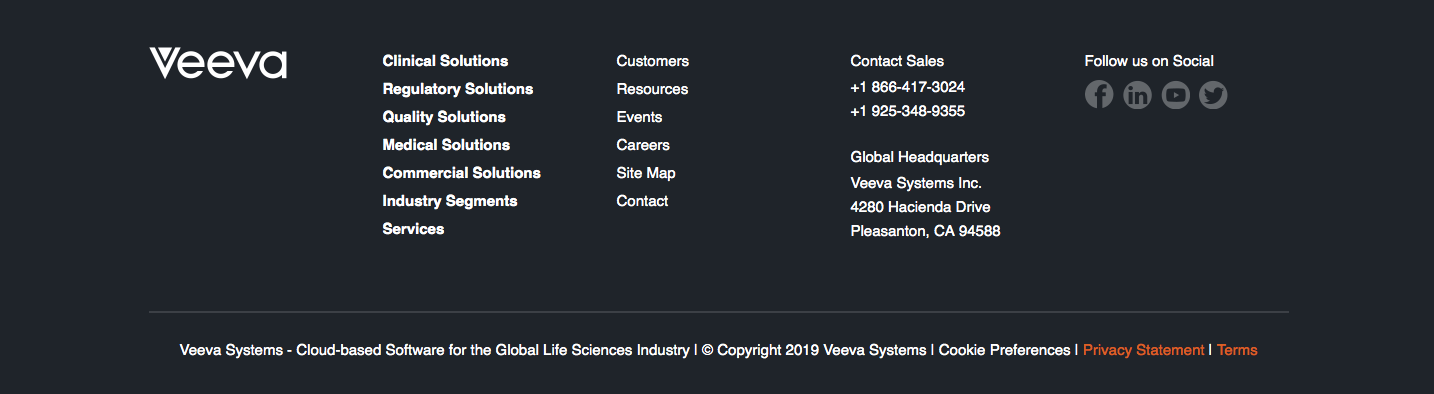 Veeva
Clinical Solutions
Regulatory Solutions
Quality Solutions
Medical Solutions
Commercial Solutions
Industry Segments
Services
Customers
Resources
Events
Careers
Site Map
Contact
Contact Sales
+1 866-417-3024
+1 925-348-9355
Global Headquarters
Veeva Systems Inc.
4280 Hacienda Drive
Pleasanton, CA 94588
Follow us on Social
Veeva Systems - Cloud-based Software for the Global Life Sciences Industry | © Copyright 2019 Veeva Systems | Cookie Preferences | Privacy Statement | Terms